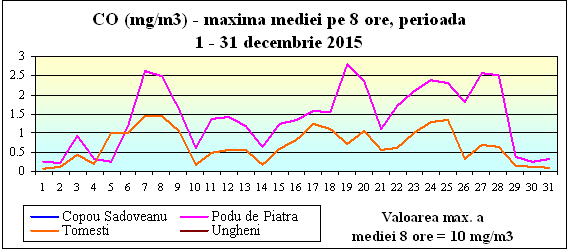 CO (mg/m3) - maxima mediei pe 8 ore, perioada
1 - 31 decembrie 2015
3
2.5
2
1.5
1
0.5
0
1 2 3 4 5 6 7 8 9 10 11 12 13 14 15 16 17 18 19 20 21 22 23 24 25 26 27 28 29 30 31
Copou Sadoveanu Podu de Piatra
Tomesti Ungheni
Valoarea max. a
mediei 8 ore = 10 mg/m3